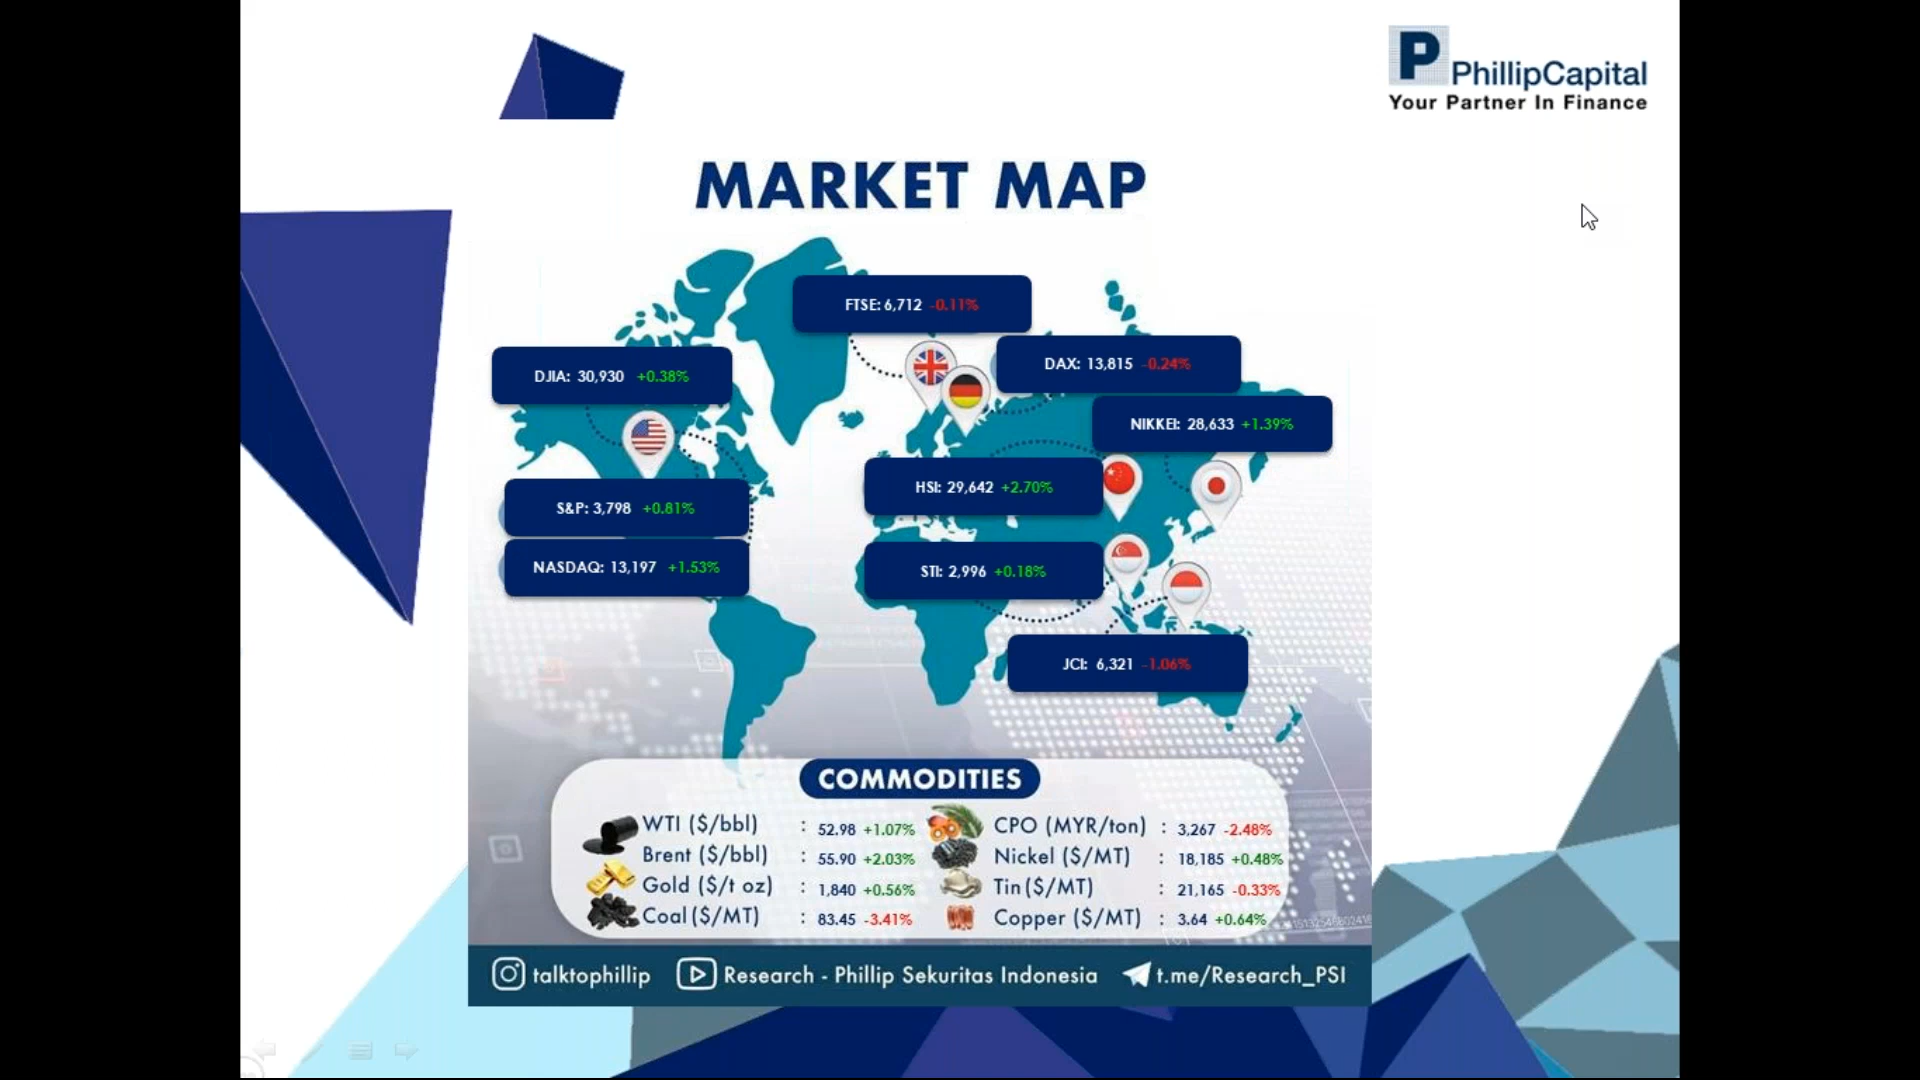 PhillipCapital
Your Partner In Finance
MARKET MAP
FTSE: 6,712 -0.11%
DAX: 13,815 -0.24%
DJIA: 30,930 +0.38%
NIKKEI: 28,633 +1.39%
HSI: 29,642 +2.70%
S&P: 3,798 +0.81%
NASDAQ: 13,197 +1.53%
STI: 2,996 +0.18%
JCI: 6,321 -1.06%
COMMODITIES
WTI ($/bbl) : 52.98 +1.07%
Brent ($/bbl) : 55.90 +2.03%
Gold ($/t oz) : 1,840 +0.56%
Coal ($/MT) : 83.45 -3.41%
CPO (MYR/ton) : 3,267 -2.48%
Nickel ($/MT) : 18,185 +0.48%
Tin ($/MT) : 21,165 -0.33%
Copper ($/MT) : 3.64 +0.64%
talktophillip
Research - Phillip Sekuritas Indonesia
t.me/Research_PSI